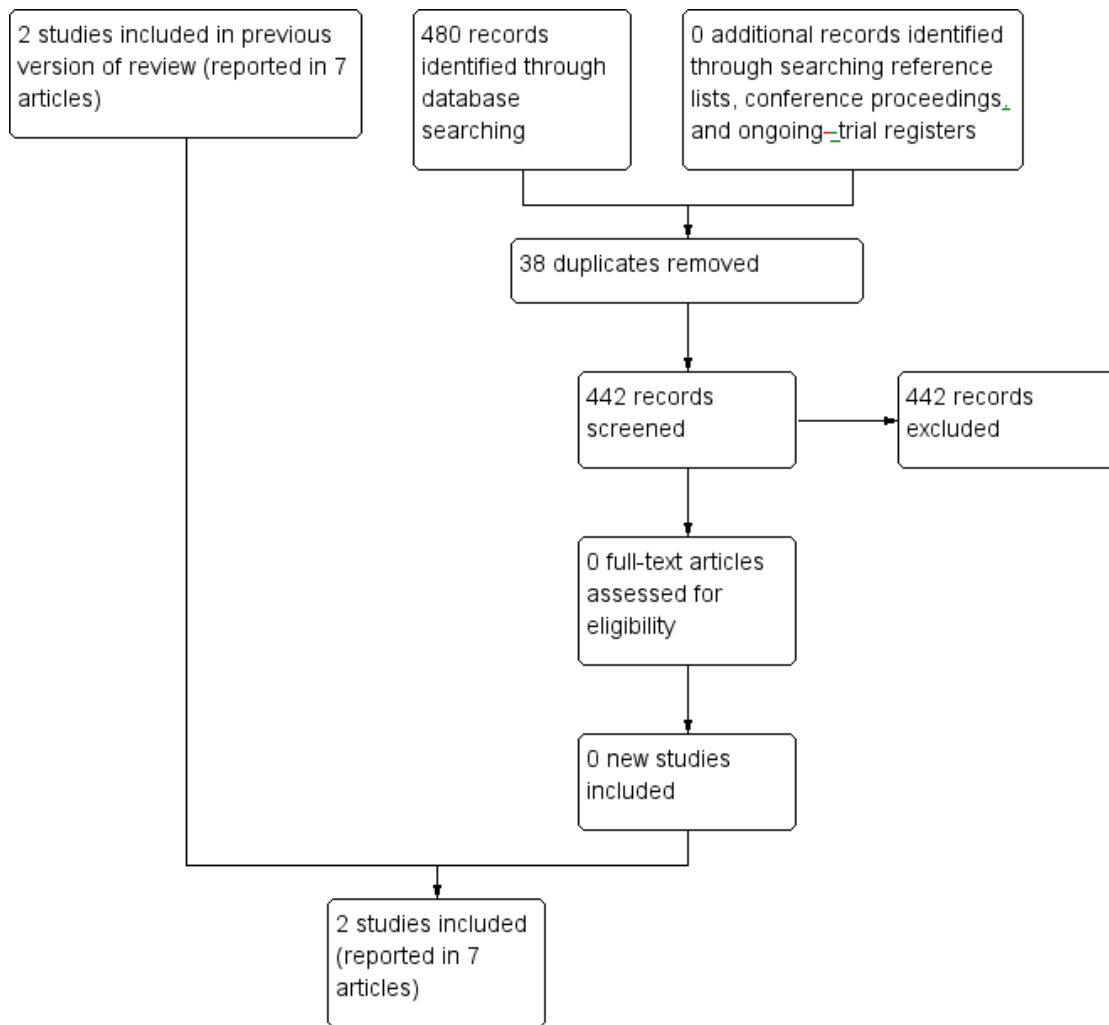 2 studies included in previous
version of review (reported in 7
articles)
480 records
identified through
database
searching
0 additional records identified
through searching reference
lists, conference proceedings,
and ongoing–_trial registers
38 duplicates removed
442 records
screened
442 records
excluded
0 full-text articles
assessed for
eligibility
0 new studies
included
2 studies included
(reported in 7
articles)